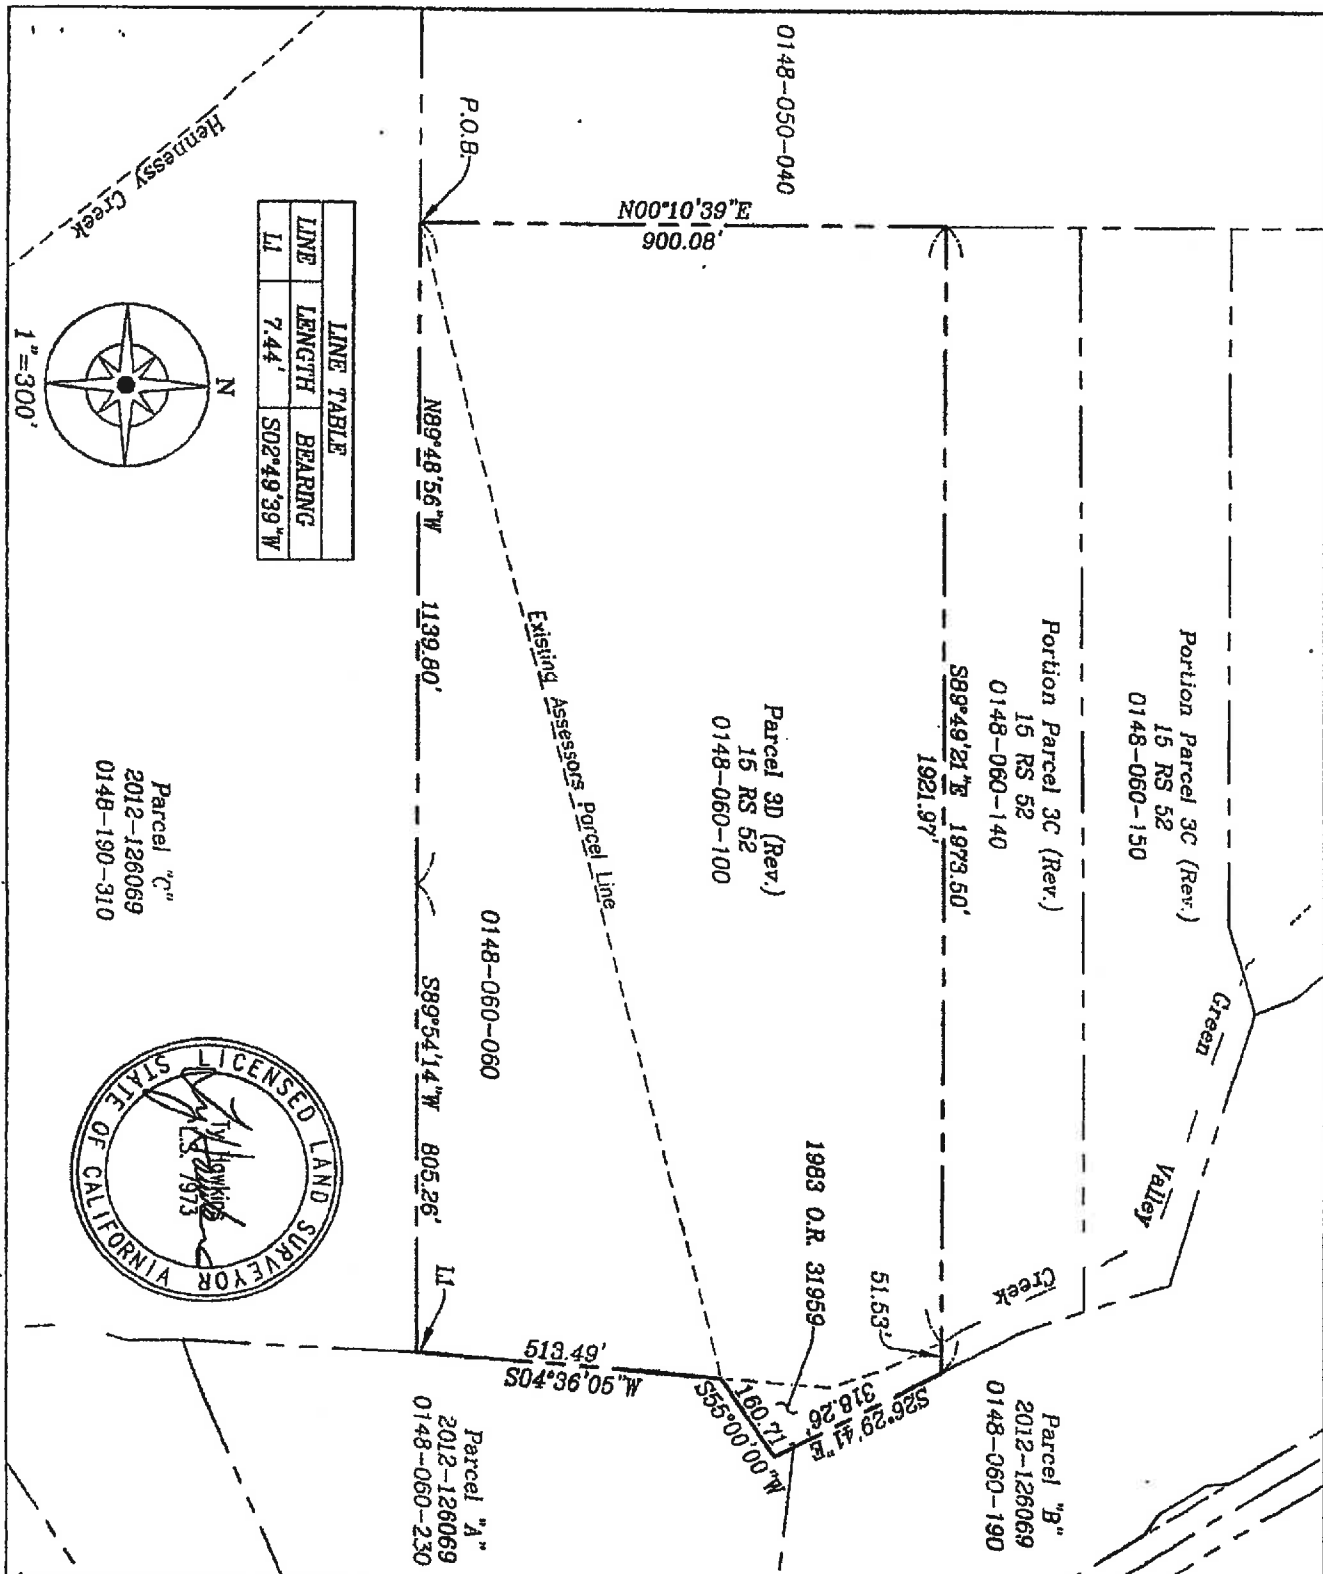 0148-050-040
P.O.B.
N00°10'39"E
900.08'
Hennessy Creek
LINE TABLE
LINE LENGTH BEARING
L1 7.44' S02°49'39"W
N
1"=300'
Portion Parcel 3C (Rev.)
15 RS 52
0148-060-150
Portion Parcel 3C (Rev.)
15 RS 52
0148-060-140
S89°49'21"E 1973.50'
1921.97'
Parcel 3D (Rev.)
15 RS 52
0148-060-100
Existing Assessors Parcel Line
N89°48'56"W 1139.80'
0148-060-060
S89°54'14"W 805.26'
L1
Parcel "C"
2012-126069
0148-190-310
LICENSED LAND SURVEYOR
STATE OF CALIFORNIA
Ty Hawkins
L.S. 7973
Green Valley Creek
1983 O.R. 31959
51.53'
S26°29'41"E
318.26'
160.71'
S55°00'00"W
513.49'
S04°36'05"W
Parcel "B"
2012-126069
0148-060-190
Parcel "A"
2012-126069
0148-060-230